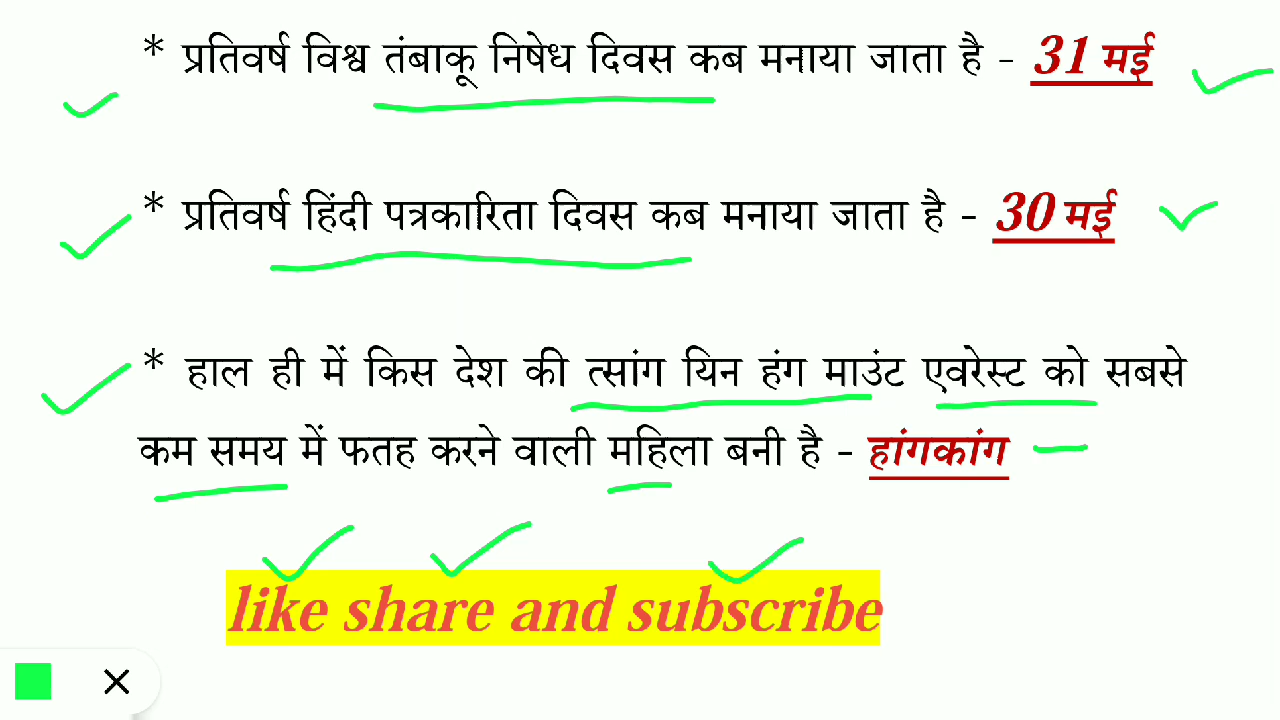 * प्रतिवर्ष विश्व तंबाकू निषेध दिवस कब मनाया जाता है - 31 मई
* प्रतिवर्ष हिंदी पत्रकारिता दिवस कब मनाया जाता है - 30 मई
* हाल ही में किस देश की त्सांग यिन हंग माउंट एवरेस्ट को सबसे
कम समय में फतह करने वाली महिला बनी है - हांगकांग
like share and subscribe